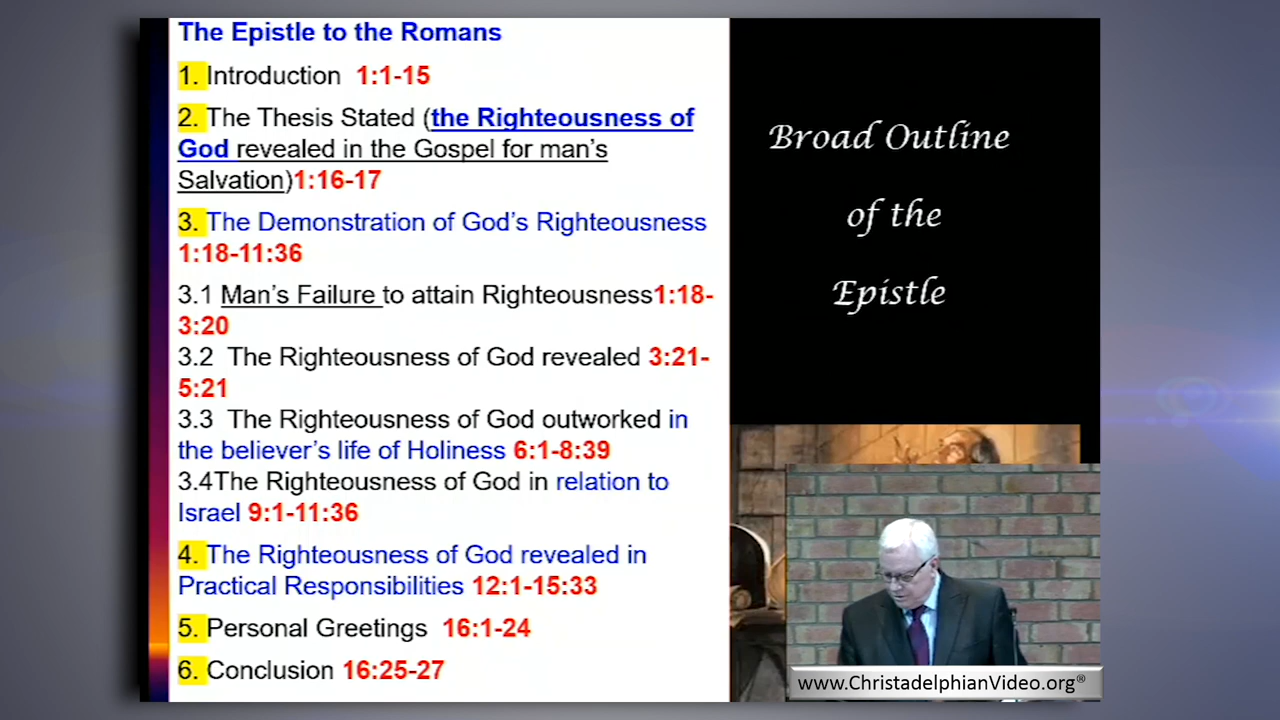 The Epistle to the Romans
1. Introduction 1:1-15
2. The Thesis Stated (the Righteousness of
God revealed in the Gospel for man's
Salvation)1:16-17
3. The Demonstration of God's Righteousness
1:18-11:36
3.1 Man's Failure to attain Righteousness1:18-
3:20
3.2 The Righteousness of God revealed 3:21-
5:21
3.3 The Righteousness of God outworked in
the believer's life of Holiness 6:1-8:39
3.4The Righteousness of God in relation to
Israel 9:1-11:36
4. The Righteousness of God revealed in
Practical Responsibilities 12:1-15:33
5. Personal Greetings 16:1-24
6. Conclusion 16:25-27
Broad Outline
of the
Epistle
www.ChristadelphianVideo.org®